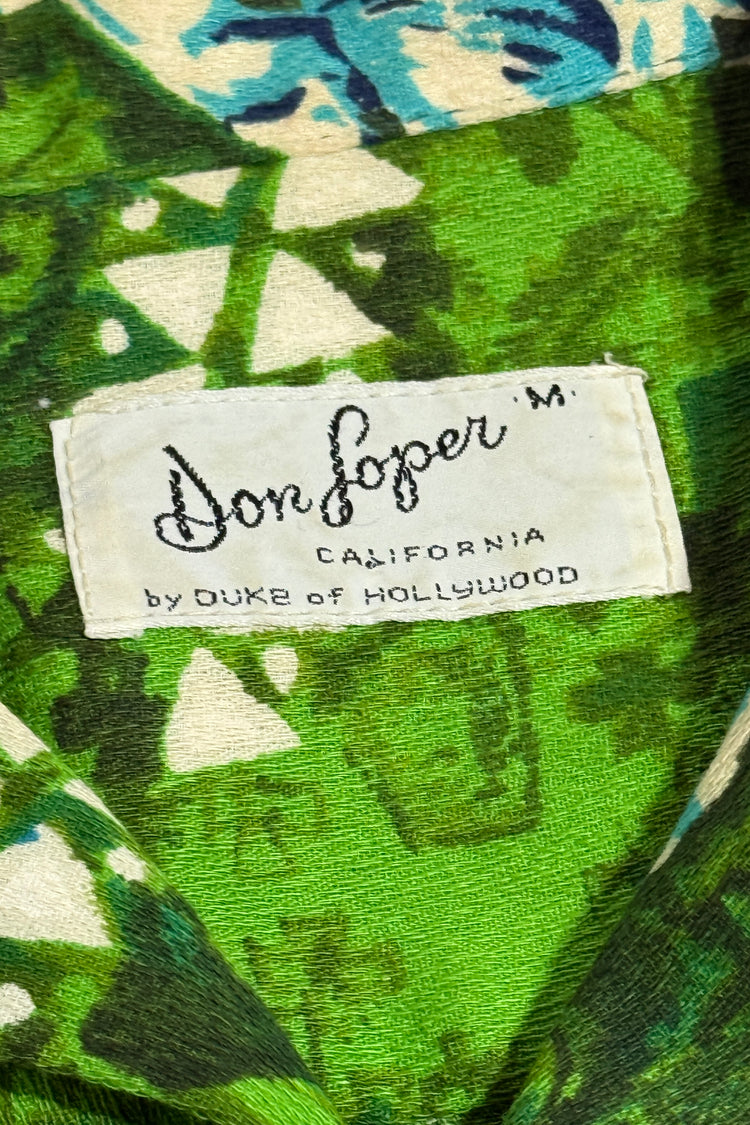 Don Loper 'M'
CALIFORNIA
by DUKE of HOLLYWOOD